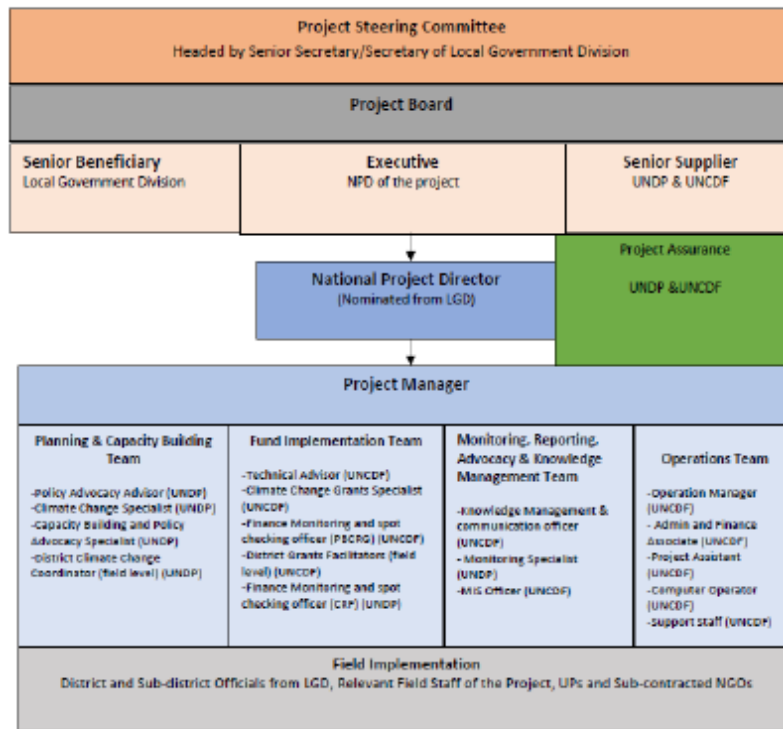 Project Steering Committee
Headed by Senior Secretary/Secretary of Local Government Division
Project Board
Senior Beneficiary
Local Government Division
Executive
NPD of the project
Senior Supplier
UNDP & UNCDF
Project Assurance
UNDP &UNCDF
National Project Director
(Nominated from LGD)
Project Manager
Planning & Capacity Building
Team
-Policy Advocacy Advisor (UNDP)
-Climate Change Specialist (UNDP)
-Capacity Building and Policy
Advocacy Specialist (UNDP)
-District Climate Change
Coordinator (field level) (UNDP)
Fund Implementation Team
-Technical Advisor (UNCDF)
-Climate Change Grants Specialist
(UNCDF)
-Finance Monitoring and spot
checking officer (PBCRG) (UNCDF)
-District Grants Facilitators (field
level) (UNCDF)
-Finance Monitoring and spot
checking officer (CRF) (UNDP)
Monitoring, Reporting,
Advocacy & Knowledge
Management Team
-Knowledge Management &
communication officer
(UNCDF)
- Monitoring Specialist
(UNDP)
-MIS Officer (UNCDF)
Operations Team
-Operation Manager
(UNCDF)
- Admin and Finance
Associate (UNCDF)
-Project Assistant
(UNCDF)
-Computer Operator
(UNCDF)
-Support Staff (UNCDF)
Field Implementation
District and Sub-district Officials from LGD, Relevant Field Staff of the Project, UPs and Sub-contracted NGOs